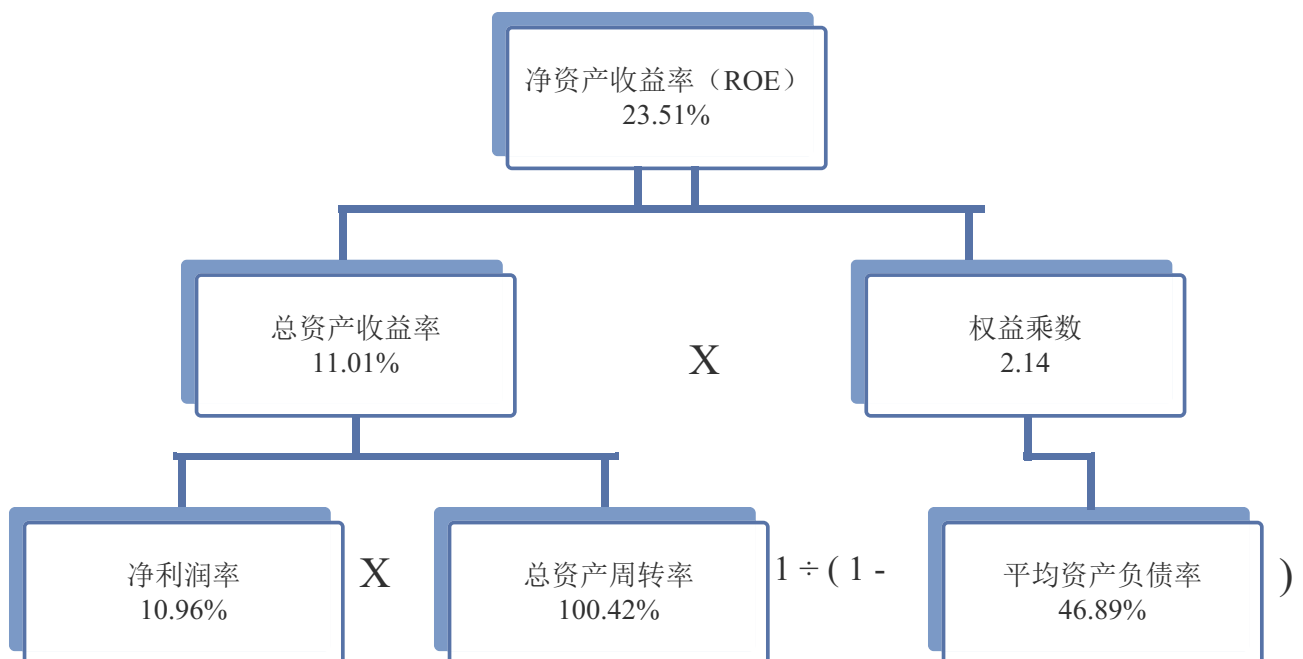 净资产收益率（ROE）
23.51%
总资产收益率
11.01%
X
权益乘数
2.14
净利润率
10.96%
X
总资产周转率
100.42%
1 ÷ ( 1 -
平均资产负债率
46.89%
)